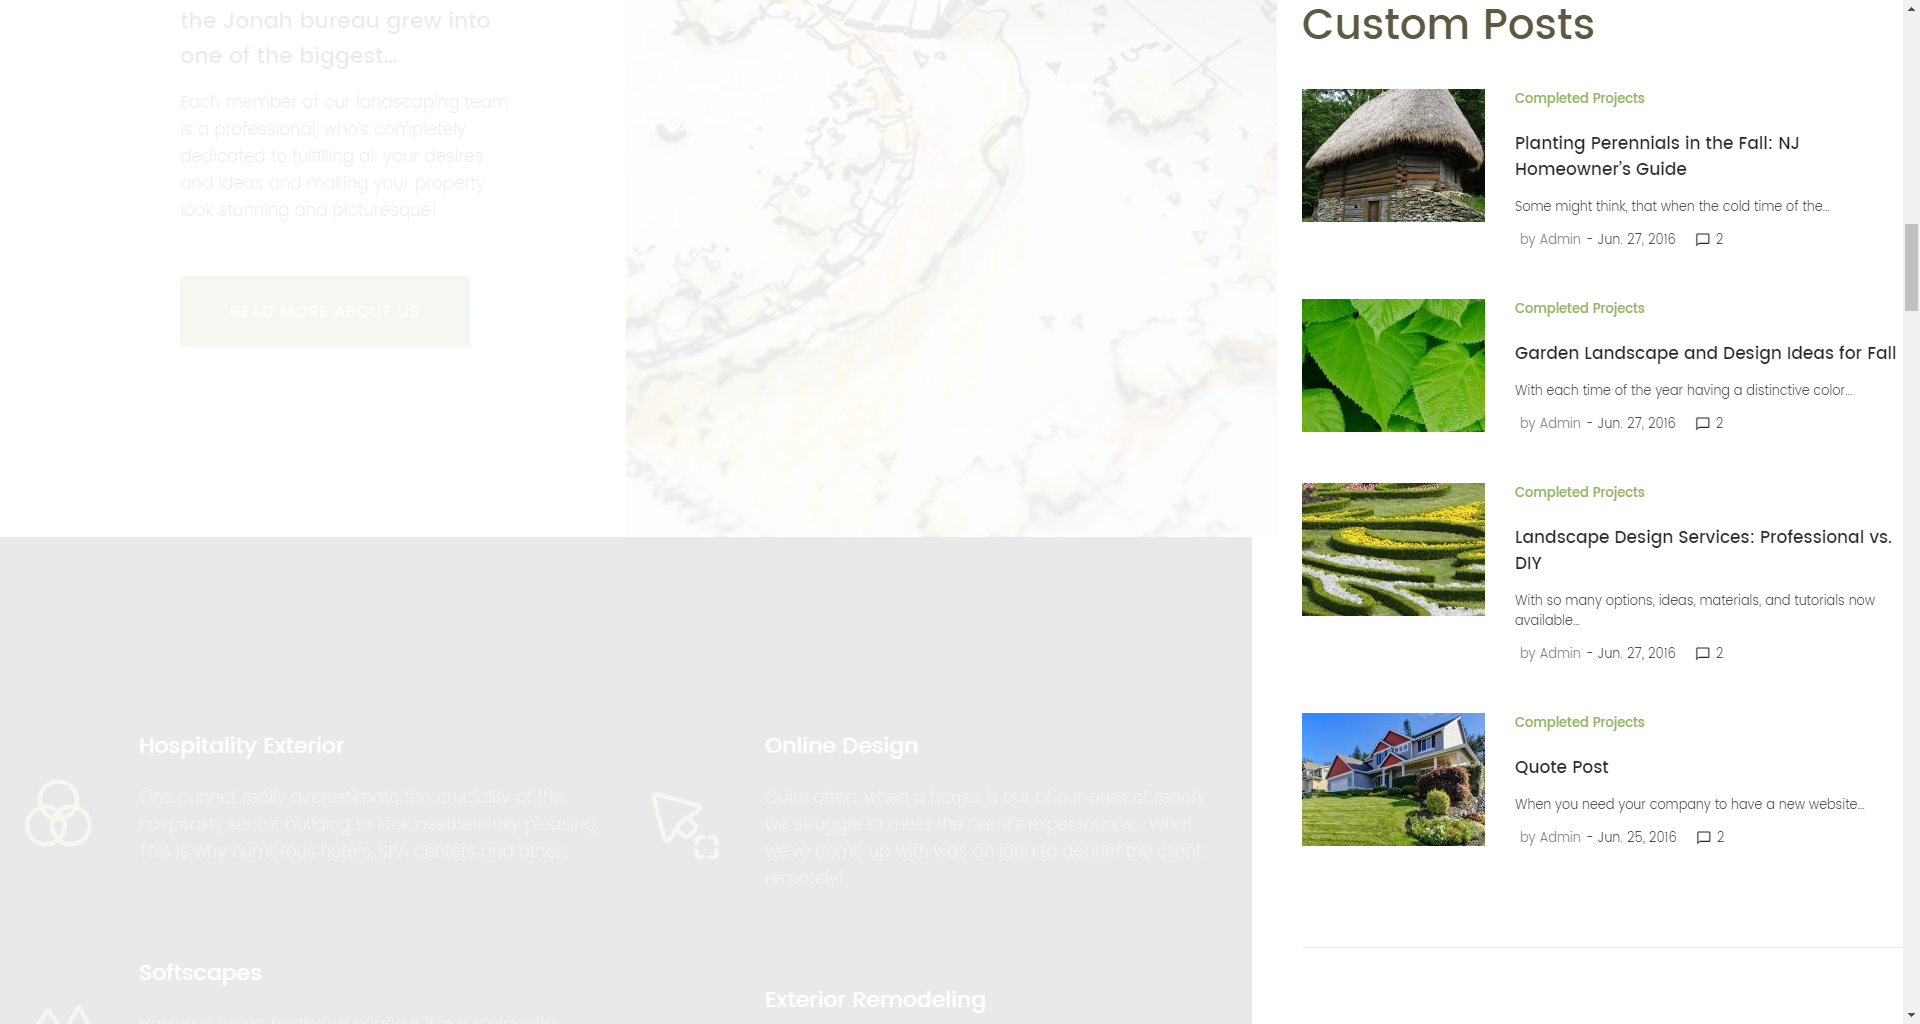 the Jonah bureau grew into
one of the biggest...
Each member of our landscaping team
is a professional, who's completely
dedicated to fulfilling all your desires
and ideas and making your property
look stunning and picturesque!
READ MORE ABOUT US
Hospitality Exterior
One cannot really overestimate the cruciality of the
hospitality sector building to look aesthetically pleasing.
This is why numerous hotels, SPA centers and other...
Online Design
Quite often, when a house is out of our area of reach,
we struggle to meet the client's expectations... What
we've come up with was an idea to debrief the client
remotely!
Softscapes
Having a green backyard space if it is a residential
Exterior Remodeling
Custom Posts
Completed Projects
Planting Perennials in the Fall: NJ
Homeowner's Guide
Some might think, that when the cold time of the...
by Admin - Jun. 27, 2016 2
Completed Projects
Garden Landscape and Design Ideas for Fall
With each time of the year having a distinctive color...
by Admin - Jun. 27, 2016 2
Completed Projects
Landscape Design Services: Professional vs.
DIY
With so many options, ideas, materials, and tutorials now
available...
by Admin - Jun. 27, 2016 2
Completed Projects
Quote Post
When you need your company to have a new website...
by Admin - Jun. 25, 2016 2